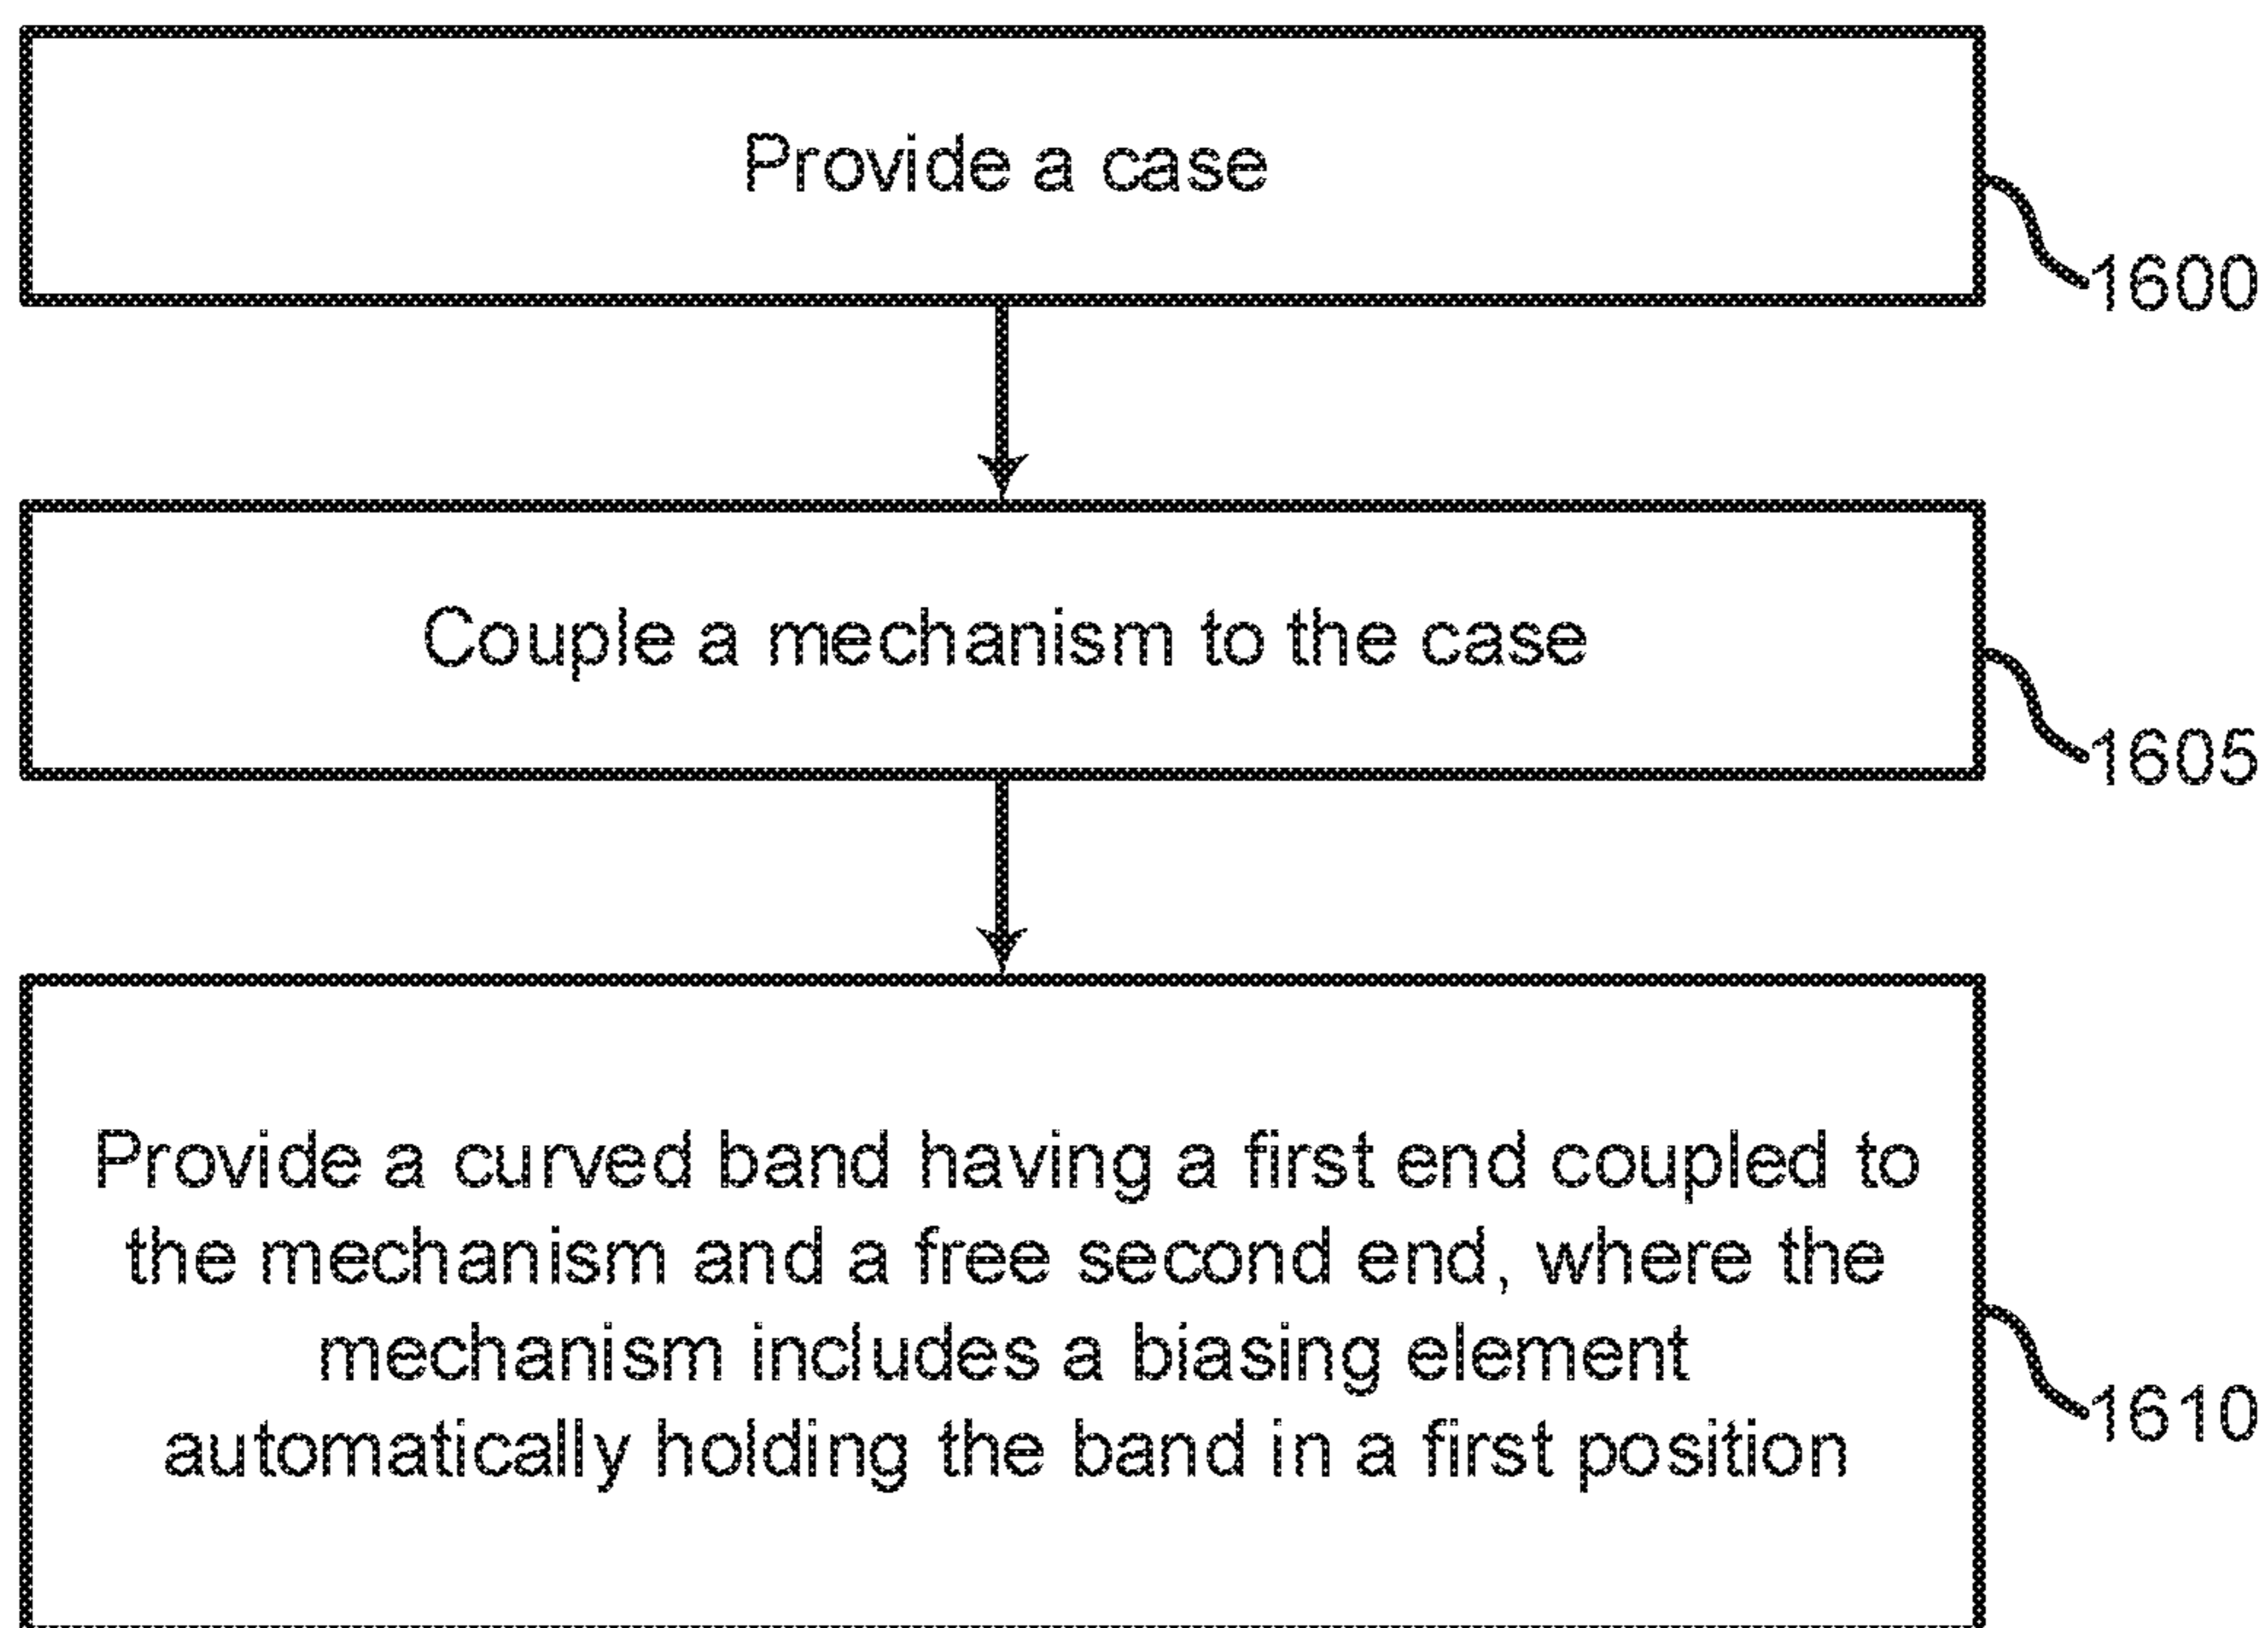 Provide a case
1600
Couple a mechanism to the case
1605
Provide a curved band having a first end coupled to
the mechanism and a free second end, where the
mechanism includes a biasing element
automatically holding the band in a first position
1610